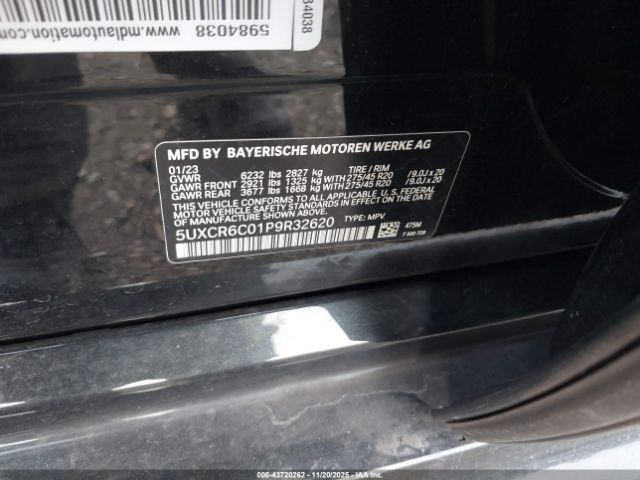 84038
5984038
www.mdlautomation.com
MFD BY BAYERISCHE MOTOREN WERKE AG
01/23
GVWR 6232 lbs 2827 kg TIRE / RIM
GAWR FRONT 2921 lbs 1325 kg WITH 275/45 R20 /9.0J x 20
GAWR REAR 3677 lbs 1668 kg WITH 275/45 R20 /9.0J x 20
THIS VEHICLE CONFORMS TO ALL APPLICABLE U.S. FEDERAL
MOTOR VEHICLE SAFETY STANDARDS IN EFFECT ON THE DATE
OF MANUFACTURE SHOWN ABOVE.
5UXCR6C01P9R32620 TYPE: MPV 475M
000-43720262 - 11/20/2025 - IAAI.com